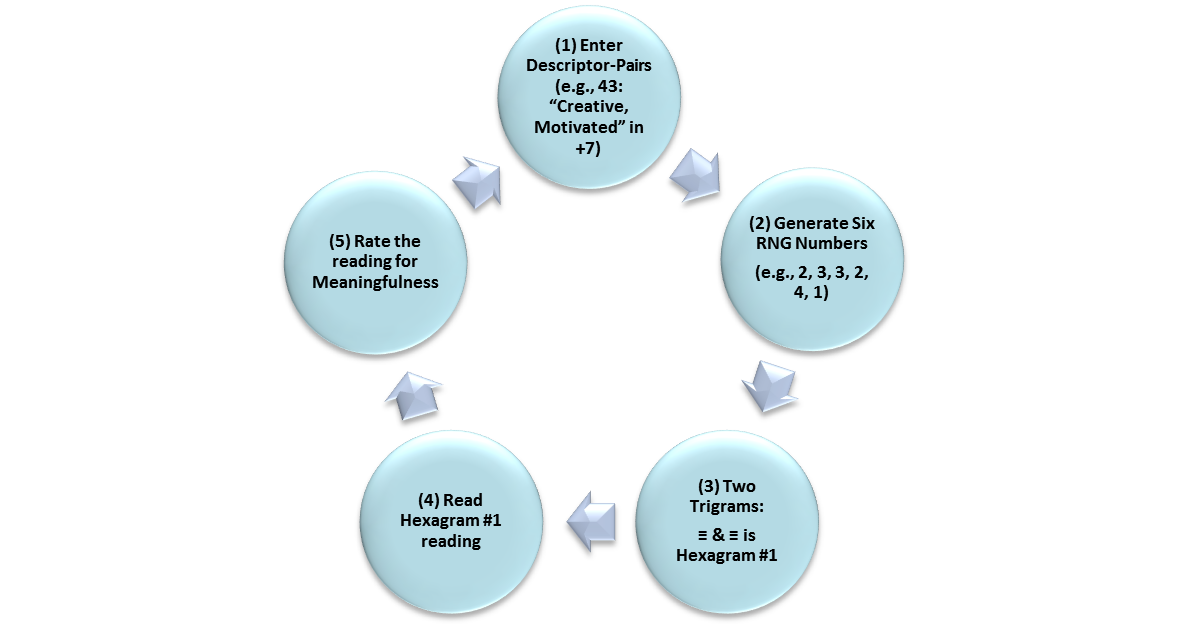 (1) Enter
Descriptor-Pairs
(e.g., 43:
“Creative,
Motivated” in
+7)
(2) Generate Six
RNG Numbers
(e.g., 2, 3, 3, 2,
4, 1)
(3) Two
Trigrams:
≡ & ≡ is
Hexagram #1
(4) Read
Hexagram #1
reading
(5) Rate the
reading for
Meaningfulness